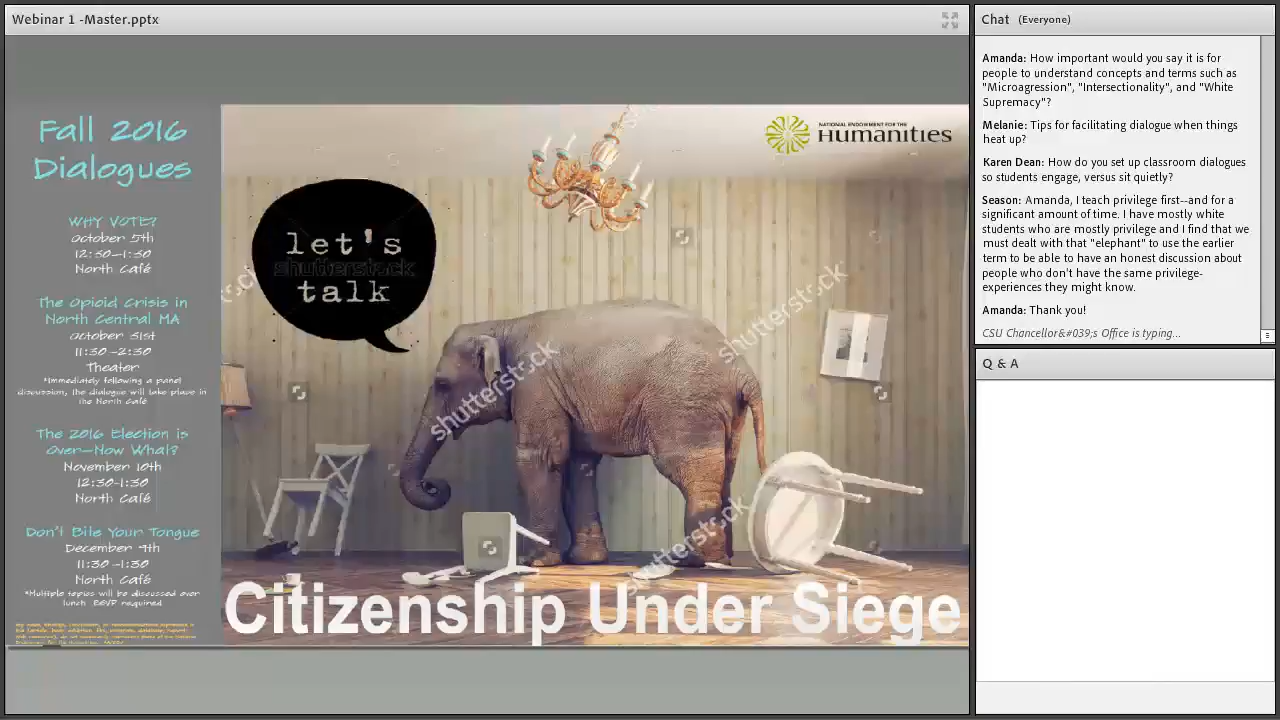 Webinar 1 -Master.pptx
Fall 2016
Dialogues
WHY VOTE?
October 5th
12:30-1:30
North Café
The Opioid Crisis in
North Central MA
October 31st
11:30-2:30
Theater
*Immediately following a panel
discussion, the dialogue will take place in
the North Café
The 2016 Election is
Over—Now What?
November 10th
12:30-1:30
North Café
Don't Bite Your Tongue
December 9th
11:30-1:30
North Café
*Multiple topics will be discussed over
lunch. RSVP required
let's
talk
shutterstock
shutterstock
shutterstock
shutterstock
NATIONAL ENDOWMENT FOR THE
Humanities
Citizenship Under Siege
Chat (Everyone)
Amanda: How important would you say it is for
people to understand concepts and terms such as
"Microagression", "Intersectionality", and "White
Supremacy"?
Melanie: Tips for facilitating dialogue when things
heat up?
Karen Dean: How do you set up classroom dialogues
so students engage, versus sit quietly?
Season: Amanda, I teach privilege first--and for a
significant amount of time. I have mostly white
students who are mostly privilege and I find that we
must dealt with that "elephant" to use the earlier
term to be able to have an honest discussion about
people who don't have the same privilege-
experiences they might know.
Amanda: Thank you!
CSU Chancellor&#039;s Office is typing...
Q & A